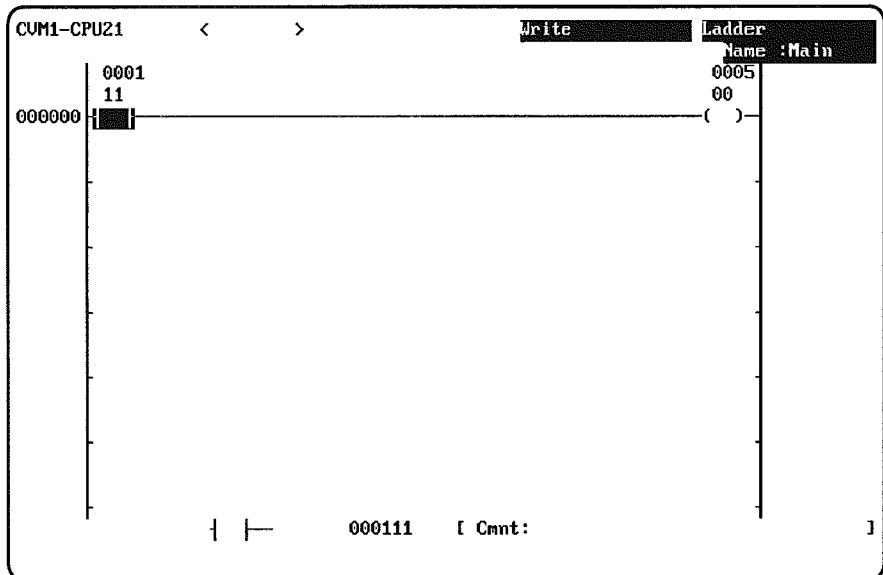 CVM1-CPU21 < > Write Ladder
Name :Main
0001 0005
11 00
000000 ( )
000111 [ Cmnt: ]